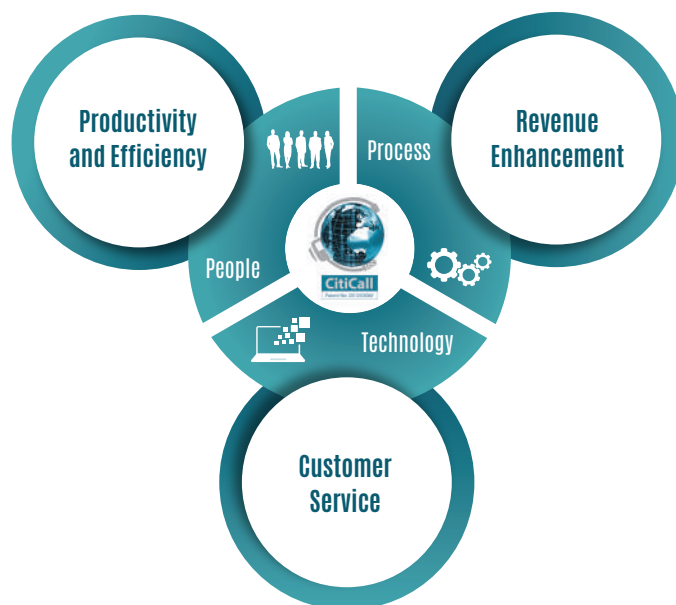 Productivity
and Efficiency
Revenue
Enhancement
Process
People
CitiCall
Technology
Customer
Service